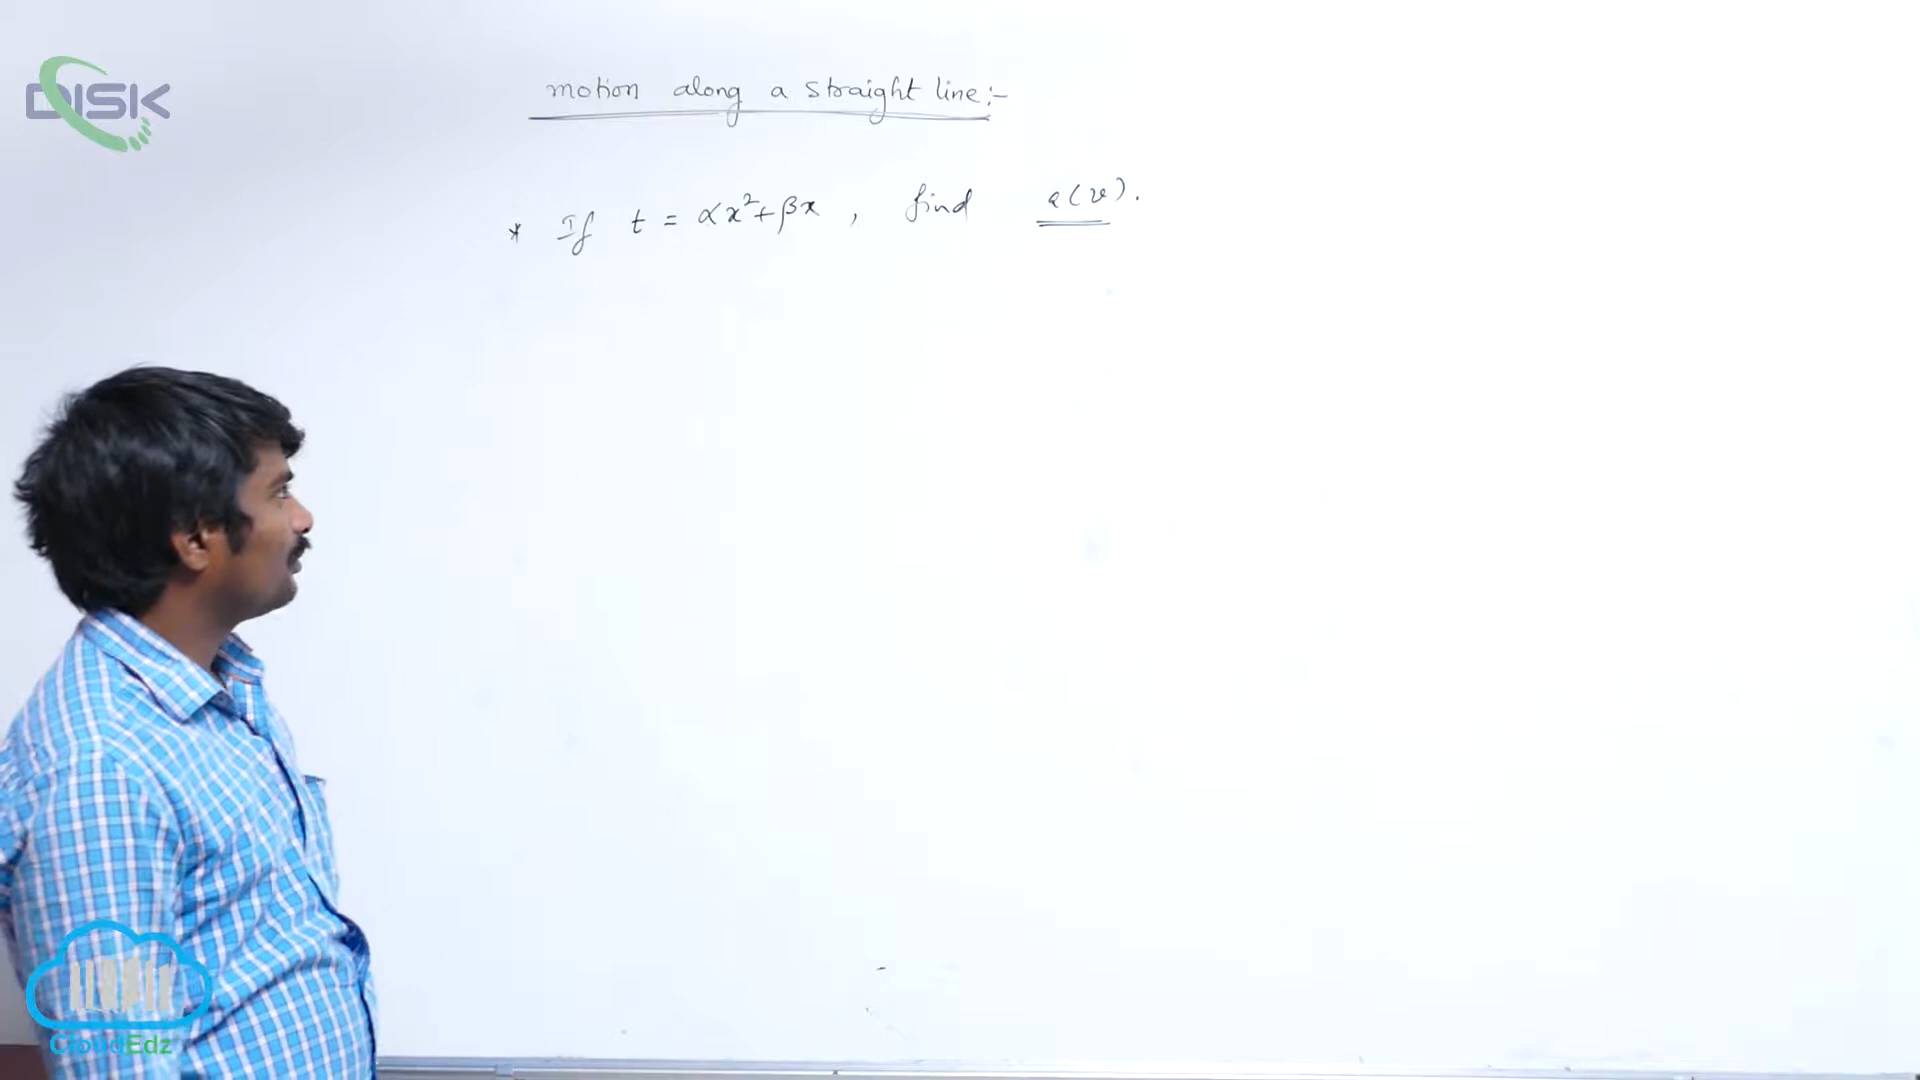 DISK
motion along a straight line:-
* If t = αx²+βx , find a(v).
CloudEdz